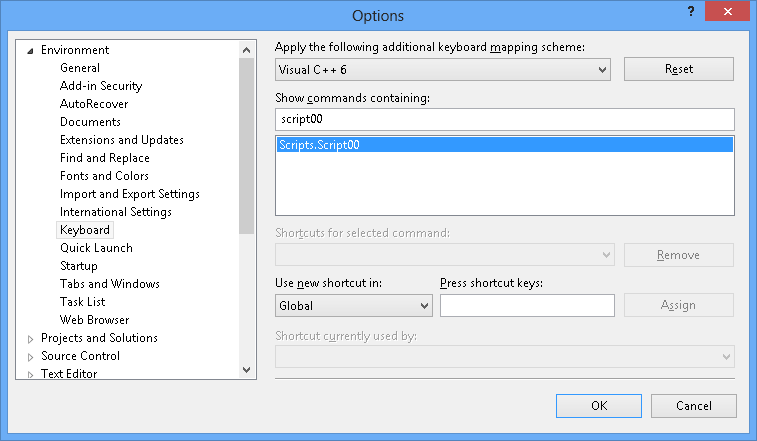 Options
?
Environment
General
Add-in Security
AutoRecover
Documents
Extensions and Updates
Find and Replace
Fonts and Colors
Import and Export Settings
International Settings
Keyboard
Quick Launch
Startup
Tabs and Windows
Task List
Web Browser
Projects and Solutions
Source Control
Text Editor
Apply the following additional keyboard mapping scheme:
Visual C++ 6
Reset
Show commands containing:
script00
Scripts.Script00
Shortcuts for selected command:
Remove
Use new shortcut in:
Press shortcut keys:
Global
Assign
Shortcut currently used by:
OK
Cancel